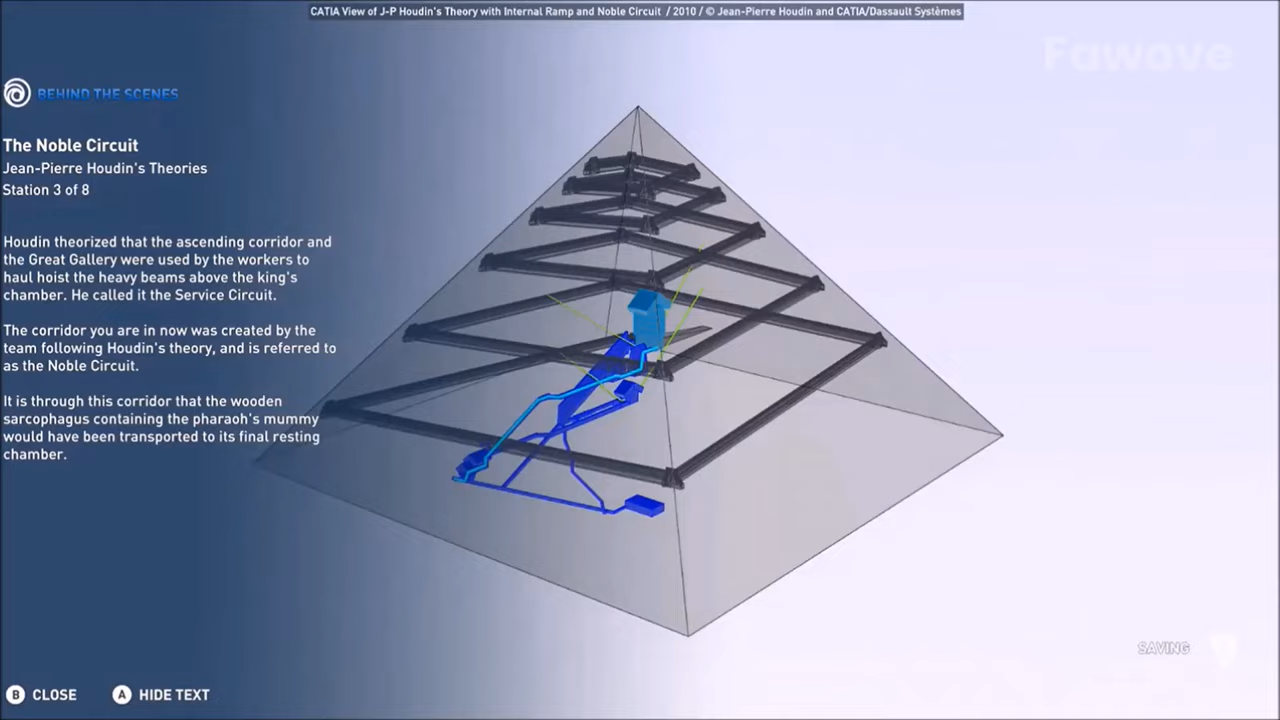 CATIA View of J-P Houdin's Theory with Internal Ramp and Noble Circuit / 2010 / © Jean-Pierre Houdin and CATIA/Dassault Systèmes
Fawave
BEHIND THE SCENES
The Noble Circuit
Jean-Pierre Houdin's Theories
Station 3 of 8
Houdin theorized that the ascending corridor and
the Great Gallery were used by the workers to
haul hoist the heavy beams above the king's
chamber. He called it the Service Circuit.
The corridor you are in now was created by the
team following Houdin's theory, and is referred to
as the Noble Circuit.
It is through this corridor that the wooden
sarcophagus containing the pharaoh's mummy
would have been transported to its final resting
chamber.
SAVING
B CLOSE A HIDE TEXT